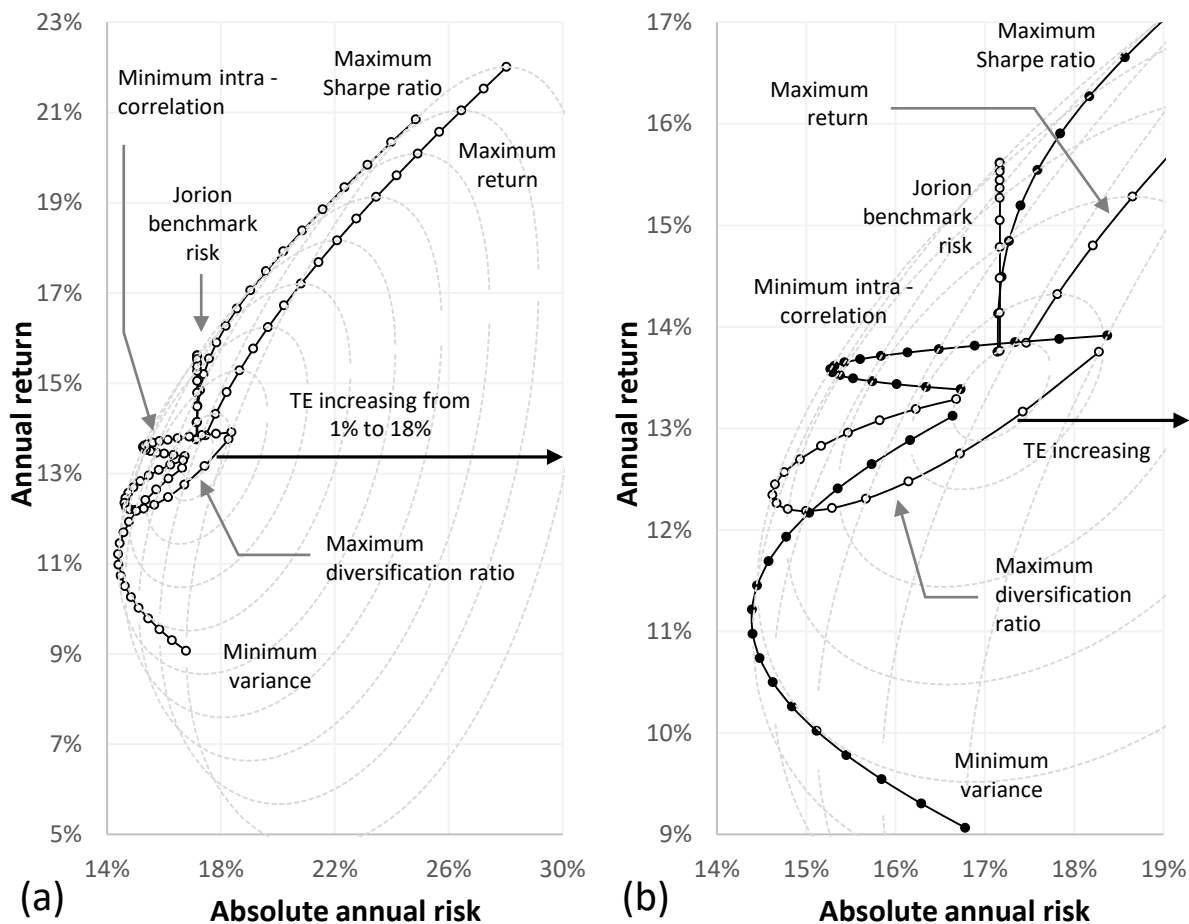 23%
21%
19%
17%
15%
13%
11%
9%
7%
5%
Annual return
14%
18%
22%
26%
30%
Absolute annual risk
(a)
Maximum
Sharpe ratio
Minimum intra -
correlation
Maximum
return
Jorion
benchmark
risk
TE increasing from
1% to 18%
Maximum
diversification ratio
Minimum
variance
17%
16%
15%
14%
13%
12%
11%
10%
9%
Annual return
14%
15%
16%
17%
18%
19%
Absolute annual risk
(b)
Maximum
Sharpe ratio
Maximum
return
Jorion
benchmark
risk
Minimum intra -
correlation
TE increasing
Maximum
diversification
ratio
Minimum
variance